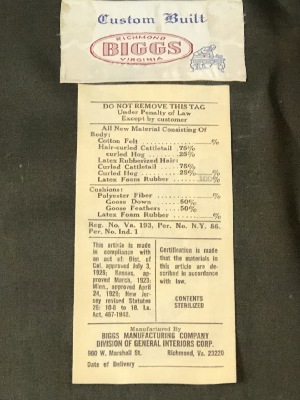 Custom Built
RICHMOND
BIGGS
VIRGINIA
DO NOT REMOVE THIS TAG
Under Penalty of Law
Except by customer
All New Material Consisting Of
Body:
Cotton Felt %
Hair-curled Cattletail 75%
curled Hog 25%
Latex Rubberized Hair:
Curled Cattletail 75%
Curled Hog 25%
Latex Foam Rubber 100%
Cushions:
Polyester Fiber %
Goose Down 50%
Goose Feathers 50%
Latex Foam Rubber %
Reg. No. Va. 193, Per. No. N.Y. 66.
Per. No. Ind. 1
This article is made
in compliance with
an act of Dist. of
Col. approved July 3,
1926; Kansas, ap-
proved March, 1923;
Minn., approved April
24, 1929; New Jer-
sey revised Statutes
26: 10-6 to 18. La.
Act. 467-1942.
Certification is made
that the materials in
this article are de-
scribed in accordance
with law.
CONTENTS
STERILIZED
Manufactured By
BIGGS MANUFACTURING COMPANY
DIVISION OF GENERAL INTERIORS CORP.
900 W. Marshall St. Richmond, Va. 23220
Date of Delivery